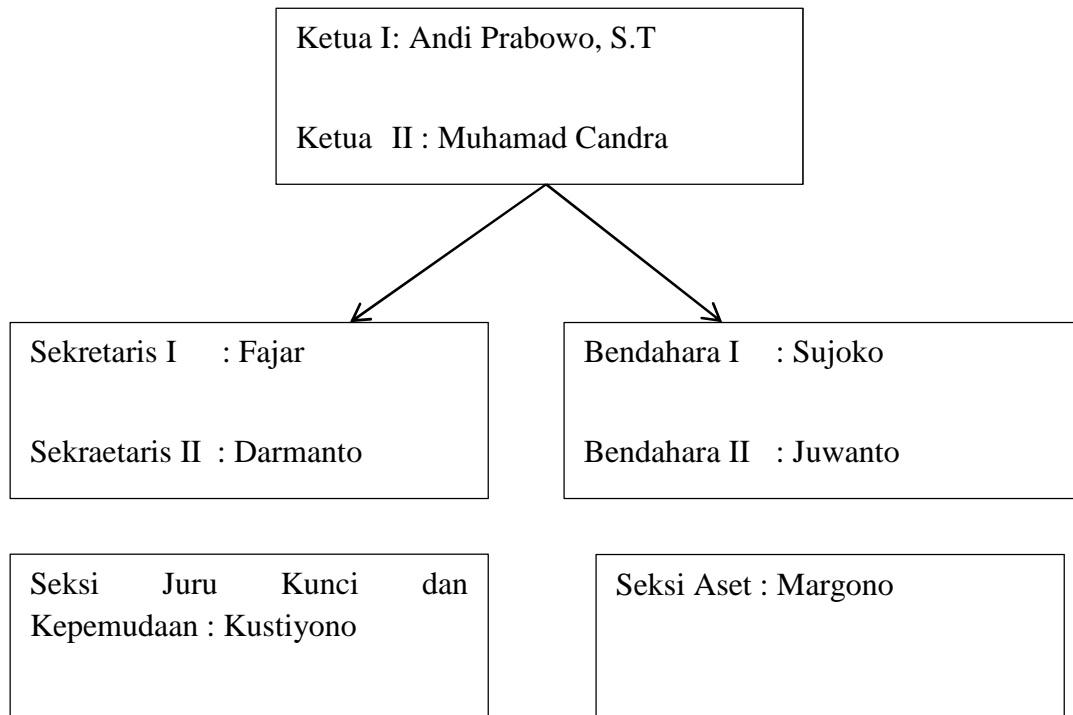 Ketua I: Andi Prabowo, S.T
Ketua II : Muhamad Candra
Sekretaris I : Fajar
Sekraetaris II : Darmanto
Bendahara I : Sujoko
Bendahara II : Juwanto
Seksi Juru Kunci dan
Kepemudaan : Kustiyono
Seksi Aset : Margono